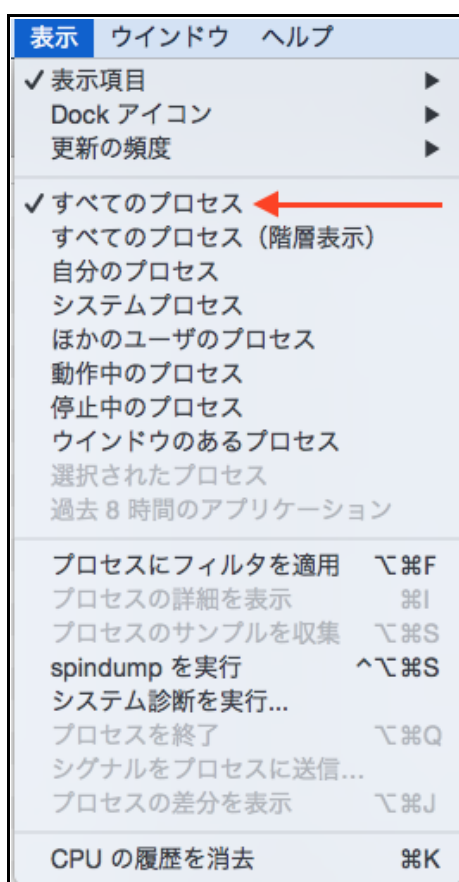 表示 ウインドウ ヘルプ
✓ 表示項目 ▶
Dock アイコン ▶
更新の頻度 ▶
✓ すべてのプロセス
すべてのプロセス（階層表示）
自分のプロセス
システムプロセス
ほかのユーザのプロセス
動作中のプロセス
停止中のプロセス
ウインドウのあるプロセス
選択されたプロセス
過去 8 時間のアプリケーション
プロセスにフィルタを適用 ⌥⌘F
プロセスの詳細を表示 ⌘I
プロセスのサンプルを収集 ⌥⌘S
spindump を実行 ^⌥⌘S
システム診断を実行...
プロセスを終了 ⌥⌘Q
シグナルをプロセスに送信...
プロセスの差分を表示 ⌥⌘J
CPU の履歴を消去 ⌘K